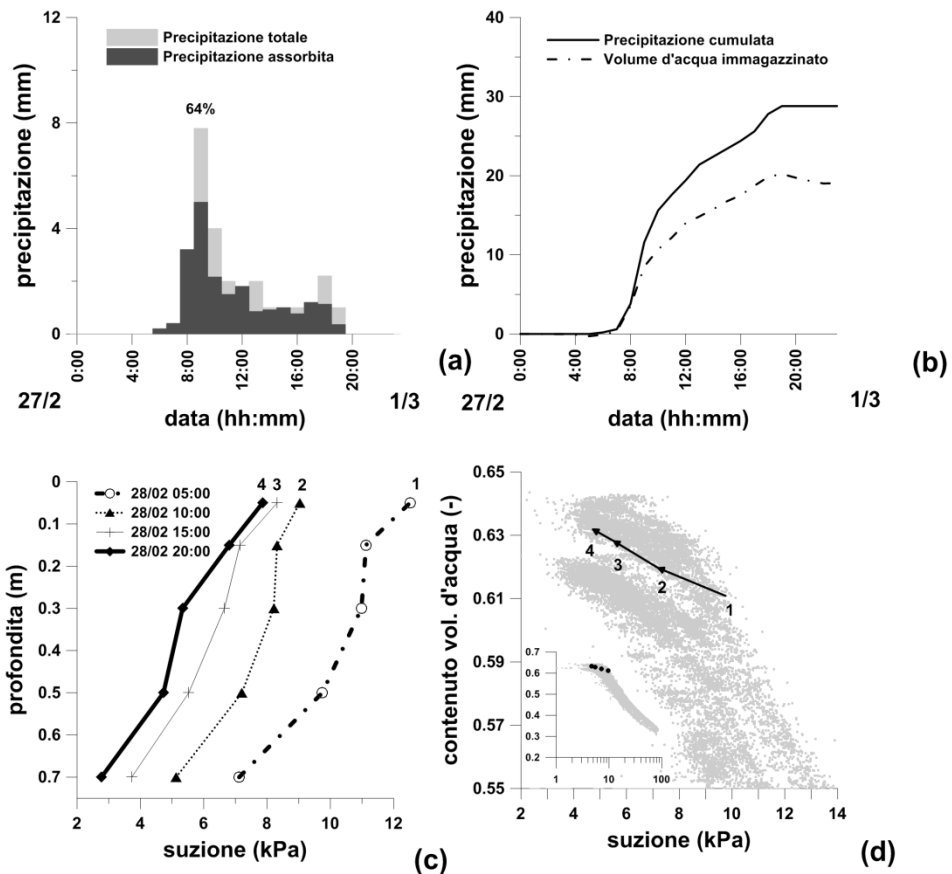 12
8
4
0
precipitazione (mm)
Precipitazione totale
Precipitazione assorbita
64%
0:00
4:00
8:00
12:00
16:00
20:00
27/2
data (hh:mm)
1/3
(a)
40
30
20
10
0
precipitazione (mm)
Precipitazione cumulata
Volume d'acqua immagazzinato
0:00
4:00
8:00
12:00
16:00
20:00
27/2
data (hh:mm)
1/3
(b)
0
0.05
0.1
0.3
0.5
0.7
profondita (m)
28/02 05:00
28/02 10:00
28/02 15:00
28/02 20:00
4 3 2 1
2 4 6 8 10 12
suzione (kPa)
(c)
0.65
0.63
0.61
0.59
0.57
0.55
contenuto vol. d'acqua (-)
4
3
2
1
0.7
0.6
0.5
0.4
0.3
0.2
1 10 100
2 4 6 8 10 12 14
suzione (kPa)
(d)